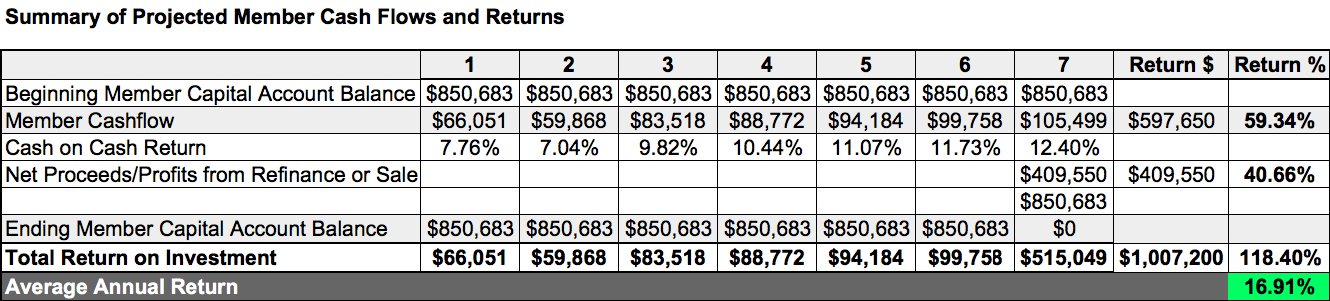 Summary of Projected Member Cash Flows and Returns
1 2 3 4 5 6 7 Return $ Return %
Beginning Member Capital Account Balance $850,683 $850,683 $850,683 $850,683 $850,683 $850,683 $850,683
Member Cashflow $66,051 $59,868 $83,518 $88,772 $94,184 $99,758 $105,499 $597,650 59.34%
Cash on Cash Return 7.76% 7.04% 9.82% 10.44% 11.07% 11.73% 12.40%
Net Proceeds/Profits from Refinance or Sale $409,550 $409,550 40.66%
$850,683
Ending Member Capital Account Balance $850,683 $850,683 $850,683 $850,683 $850,683 $850,683 $0
Total Return on Investment $66,051 $59,868 $83,518 $88,772 $94,184 $99,758 $515,049 $1,007,200 118.40%
Average Annual Return 16.91%